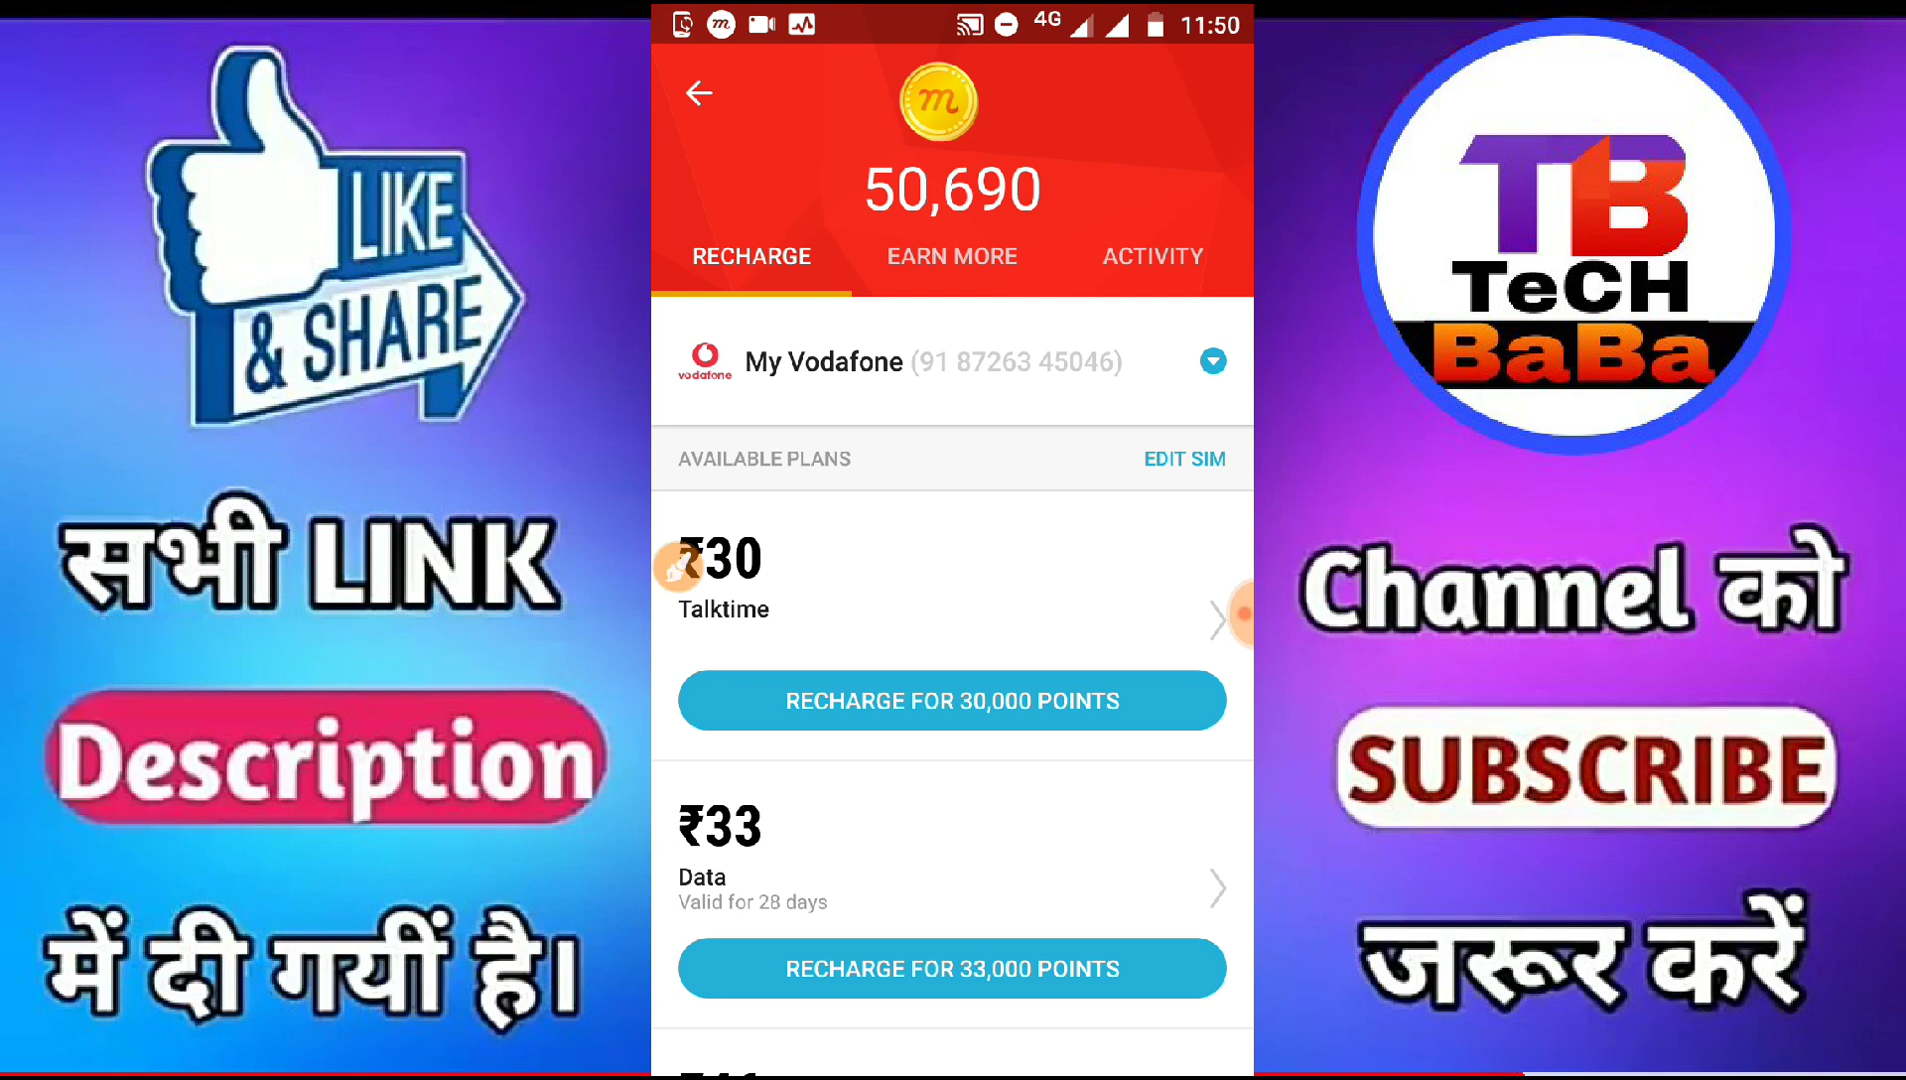 LIKE
& SHARE
सभी LINK
Description
में दी गयीं है।
m
4G
11:50
m
50,690
RECHARGE
EARN MORE
ACTIVITY
vodafone
My Vodafone (91 87263 45046)
AVAILABLE PLANS
EDIT SIM
₹30
Talktime
RECHARGE FOR 30,000 POINTS
₹33
Data
Valid for 28 days
RECHARGE FOR 33,000 POINTS
TB
TeCH
BaBa
Channel को
SUBSCRIBE
जरूर करें